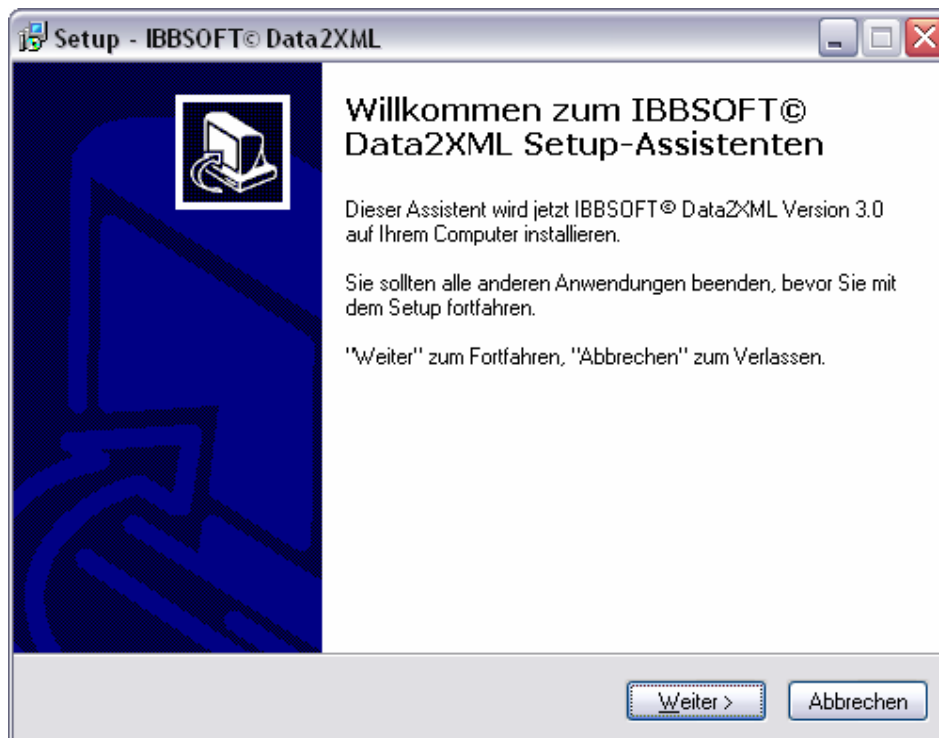 Setup - IBBSOFT© Data2XML
Willkommen zum IBBSOFT©
Data2XML Setup-Assistenten
Dieser Assistent wird jetzt IBBSOFT© Data2XML Version 3.0
auf Ihrem Computer installieren.
Sie sollten alle anderen Anwendungen beenden, bevor Sie mit
dem Setup fortfahren.
"Weiter" zum Fortfahren, "Abbrechen" zum Verlassen.
Weiter > Abbrechen